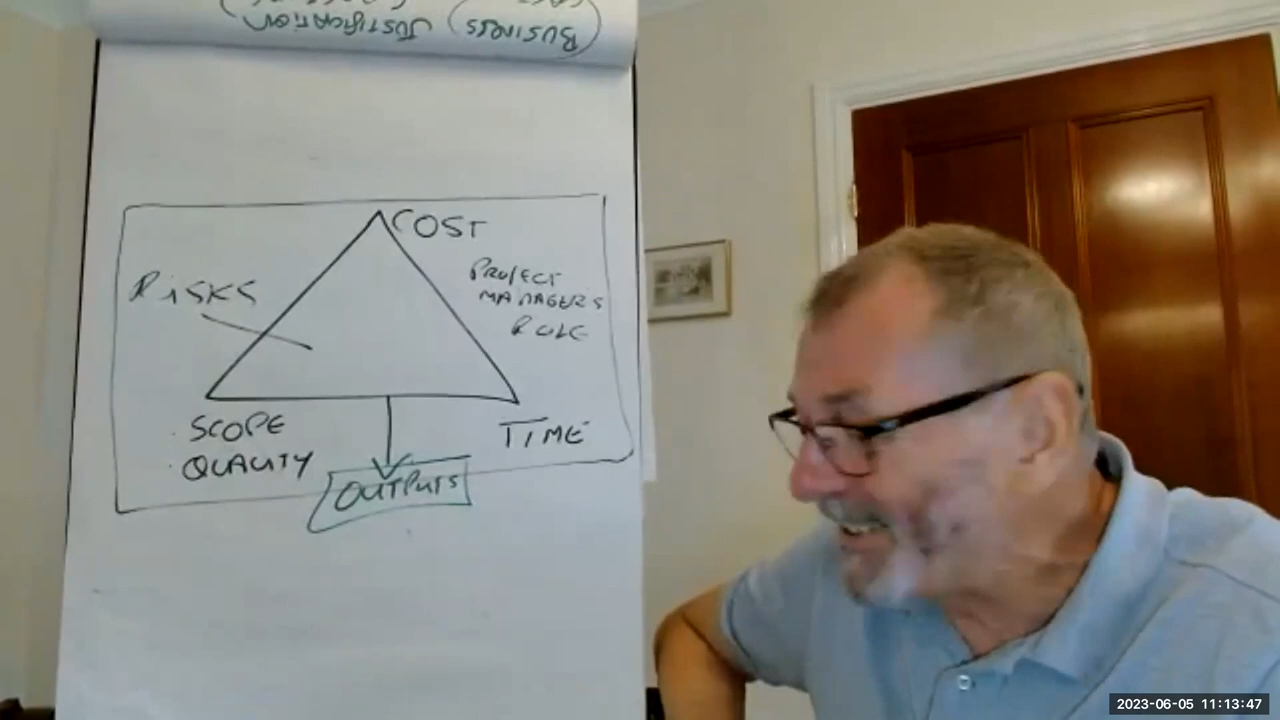 (BUSINESS) JUSTIFICATION
COST
RISKS
PROJECT
MANAGER'S
ROLE
· SCOPE
· QUALITY
TIME
OUTPUTS
2023-06-05 11:13:47